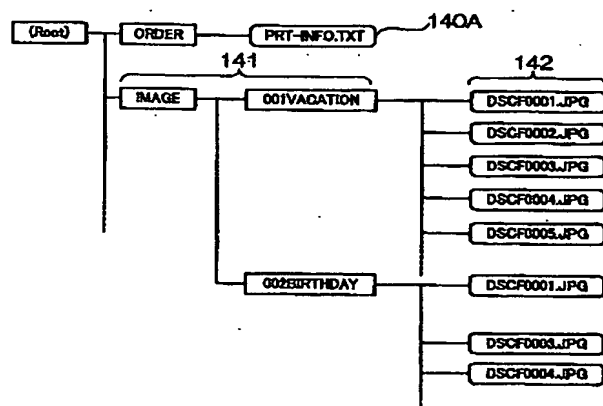 (Root) ORDER PRT-INFO.TXT 140A
141 142
IMAGE 001VACATION DSCF0001.JPG
DSCF0002.JPG
DSCF0003.JPG
DSCF0004.JPG
DSCF0005.JPG
002BIRTHDAY DSCF0001.JPG
DSCF0003.JPG
DSCF0004.JPG